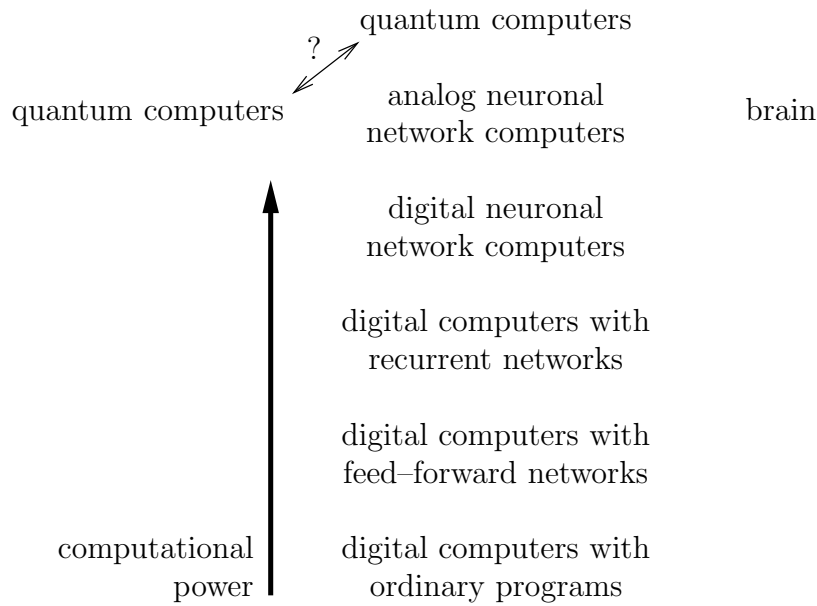 quantum computers
?
quantum computers
analog neuronal
network computers
brain
digital neuronal
network computers
digital computers with
recurrent networks
digital computers with
feed–forward networks
computational
power
digital computers with
ordinary programs